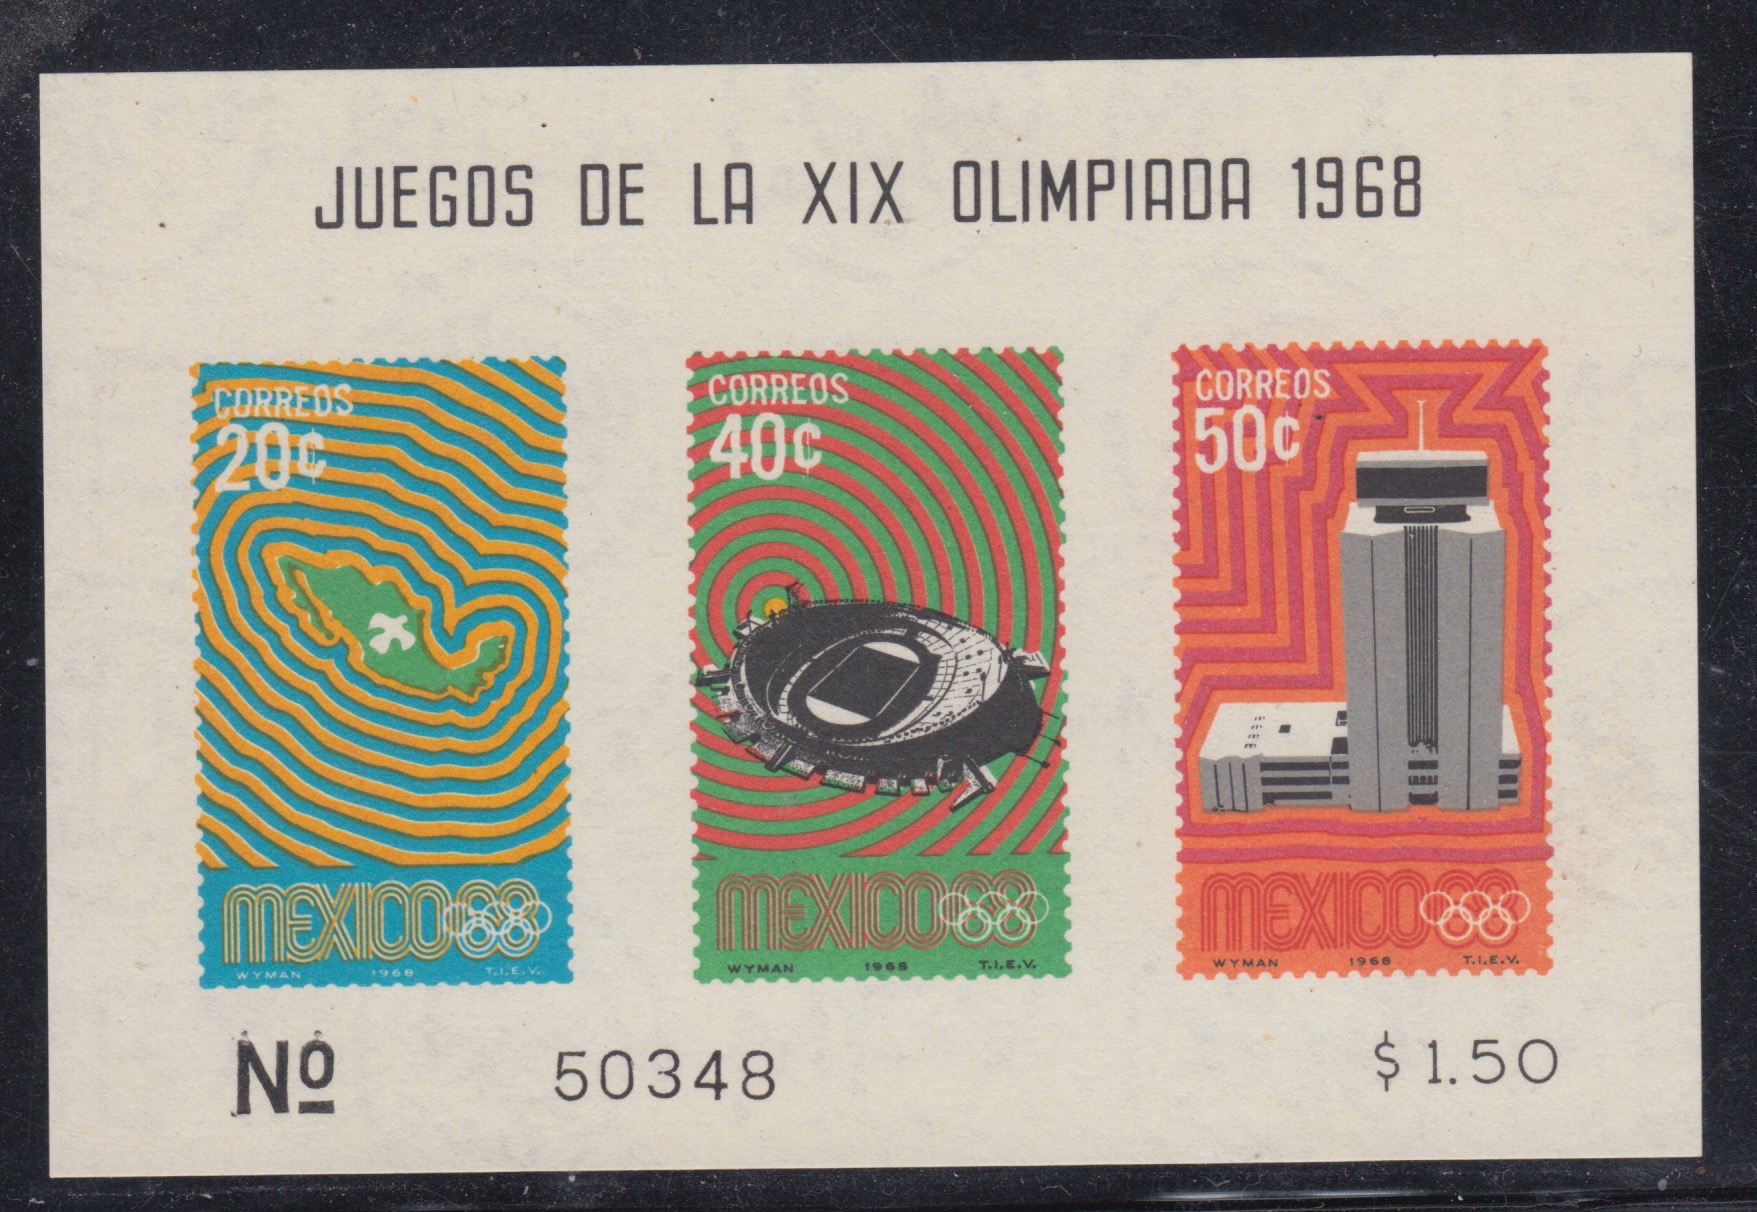 JUEGOS DE LA XIX OLIMPIADA 1968
CORREOS
20¢
MEXICO68
WYMAN 1968 T.I.E.V.
CORREOS
40¢
MEXICO68
WYMAN 1968 T.I.E.V.
CORREOS
50¢
MEXICO68
WYMAN 1968 T.I.E.V.
Nº 50348 $1.50